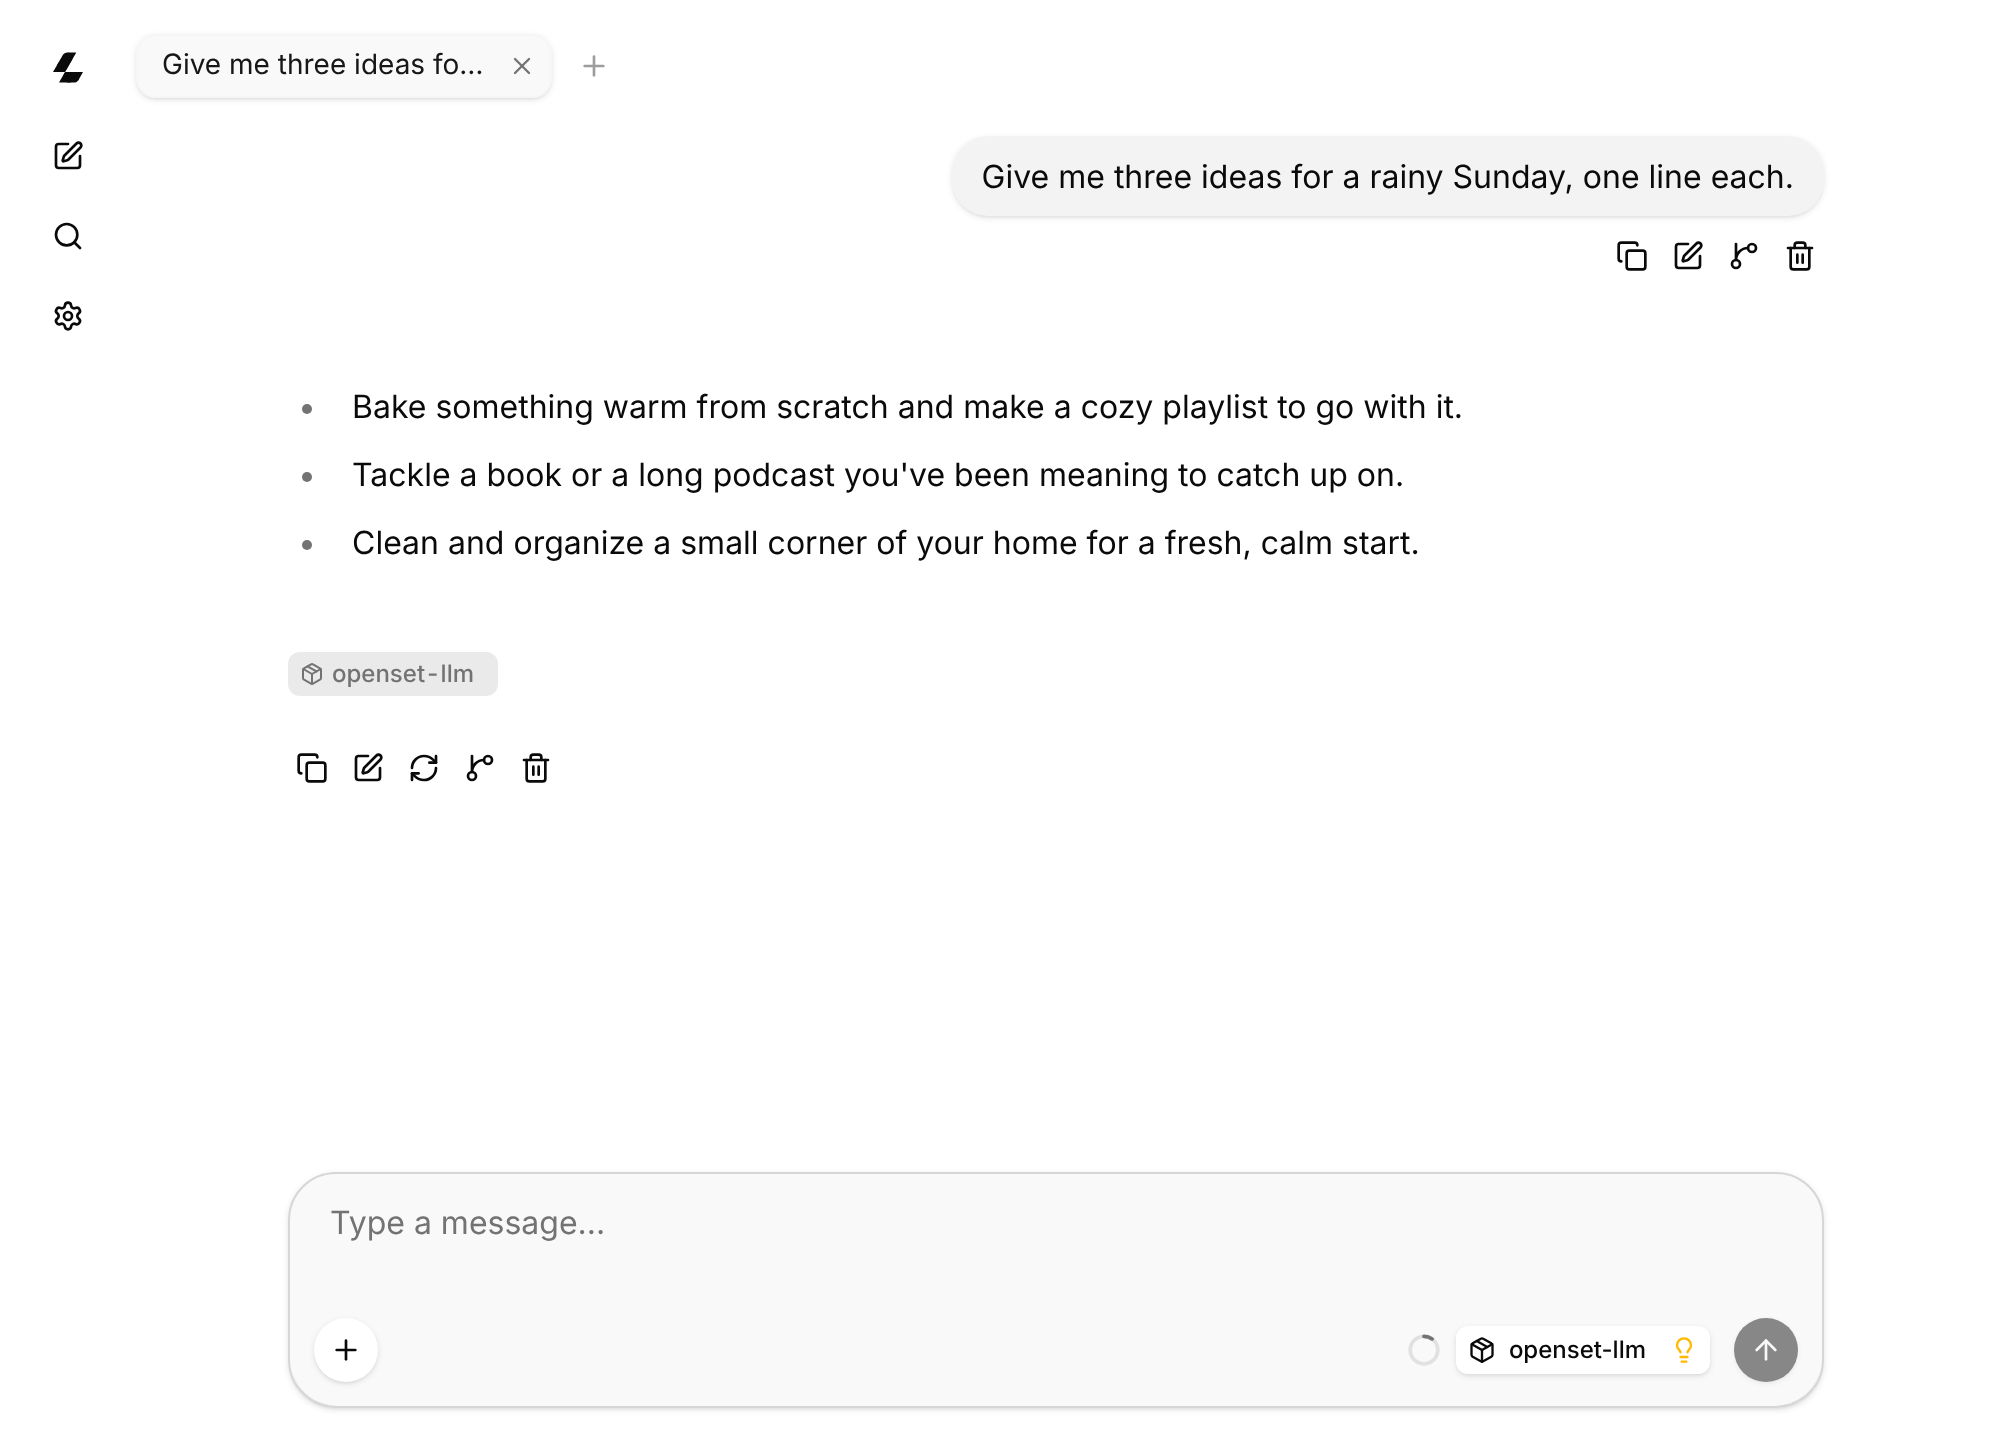 Give me three ideas fo...
Give me three ideas for a rainy Sunday, one line each.
Bake something warm from scratch and make a cozy playlist to go with it.
Tackle a book or a long podcast you've been meaning to catch up on.
Clean and organize a small corner of your home for a fresh, calm start.
openset-llm
Type a message...
openset-llm